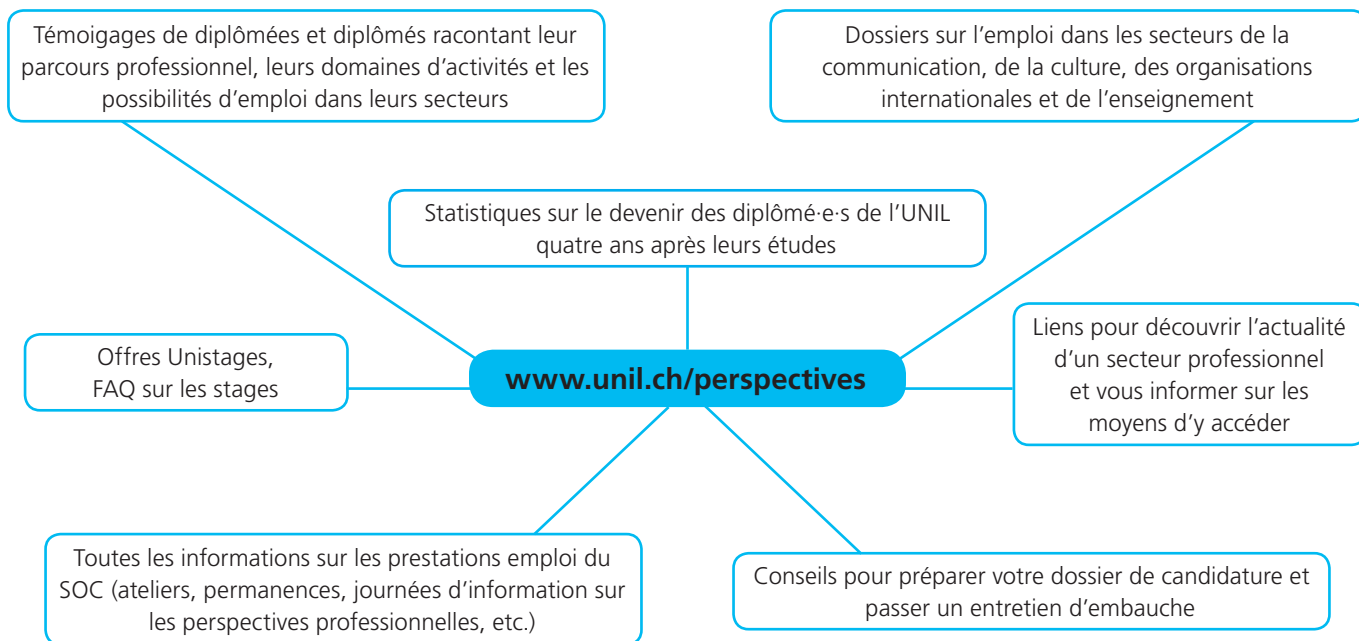 Témoigages de diplômées et diplômés racontant leur
parcours professionnel, leurs domaines d'activités et les
possibilités d'emploi dans leurs secteurs
Dossiers sur l'emploi dans les secteurs de la
communication, de la culture, des organisations
internationales et de l'enseignement
Statistiques sur le devenir des diplômé·e·s de l'UNIL
quatre ans après leurs études
Offres Unistages,
FAQ sur les stages
www.unil.ch/perspectives
Liens pour découvrir l'actualité
d'un secteur professionnel
et vous informer sur les
moyens d'y accéder
Toutes les informations sur les prestations emploi du
SOC (ateliers, permanences, journées d'information sur
les perspectives professionnelles, etc.)
Conseils pour préparer votre dossier de candidature et
passer un entretien d'embauche